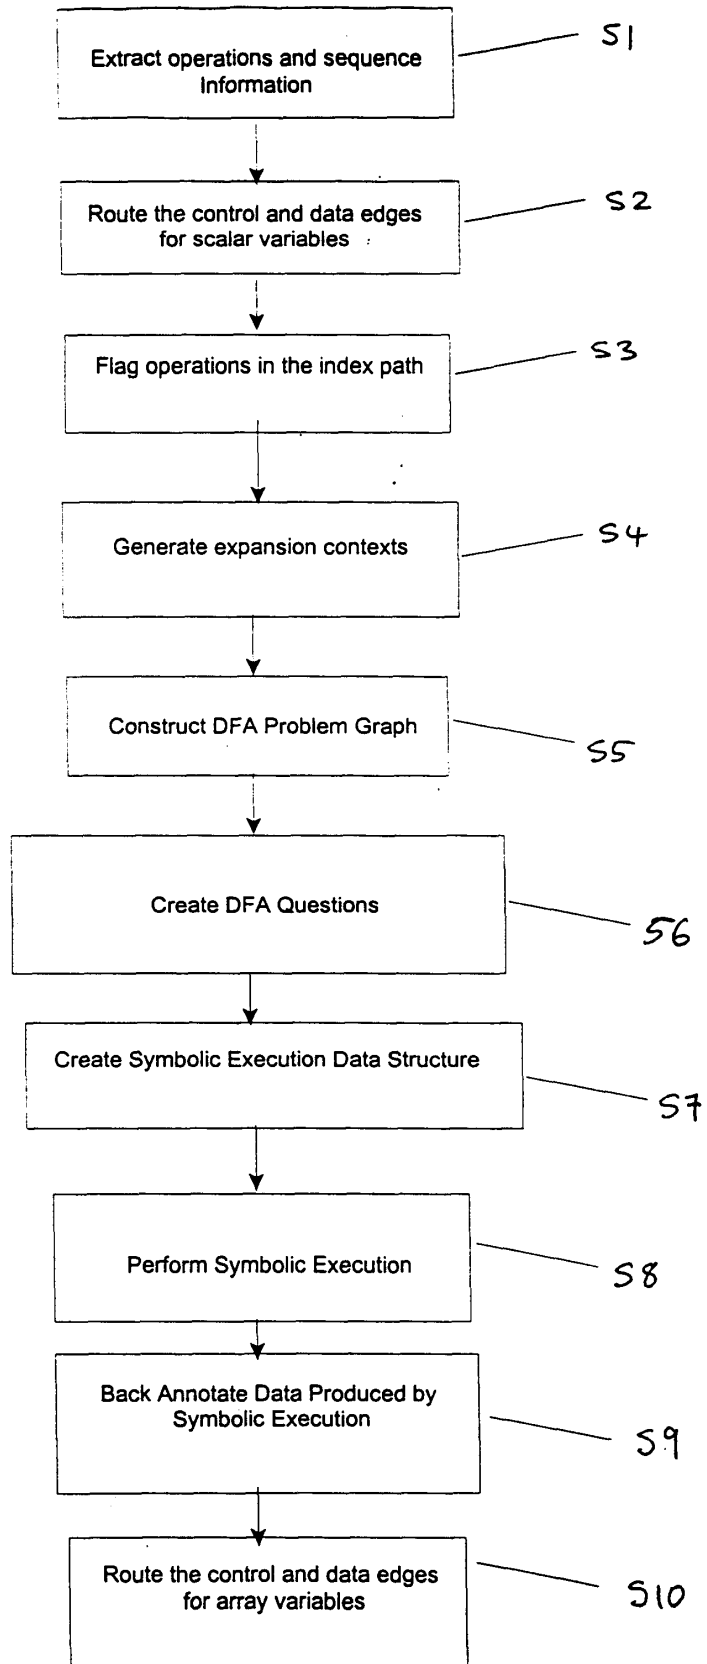 Extract operations and sequence
Information
S1
Route the control and data edges
for scalar variables
S2
Flag operations in the index path
S3
Generate expansion contexts
S4
Construct DFA Problem Graph
S5
Create DFA Questions
S6
Create Symbolic Execution Data Structure
S7
Perform Symbolic Execution
S8
Back Annotate Data Produced by
Symbolic Execution
S9
Route the control and data edges
for array variables
S10